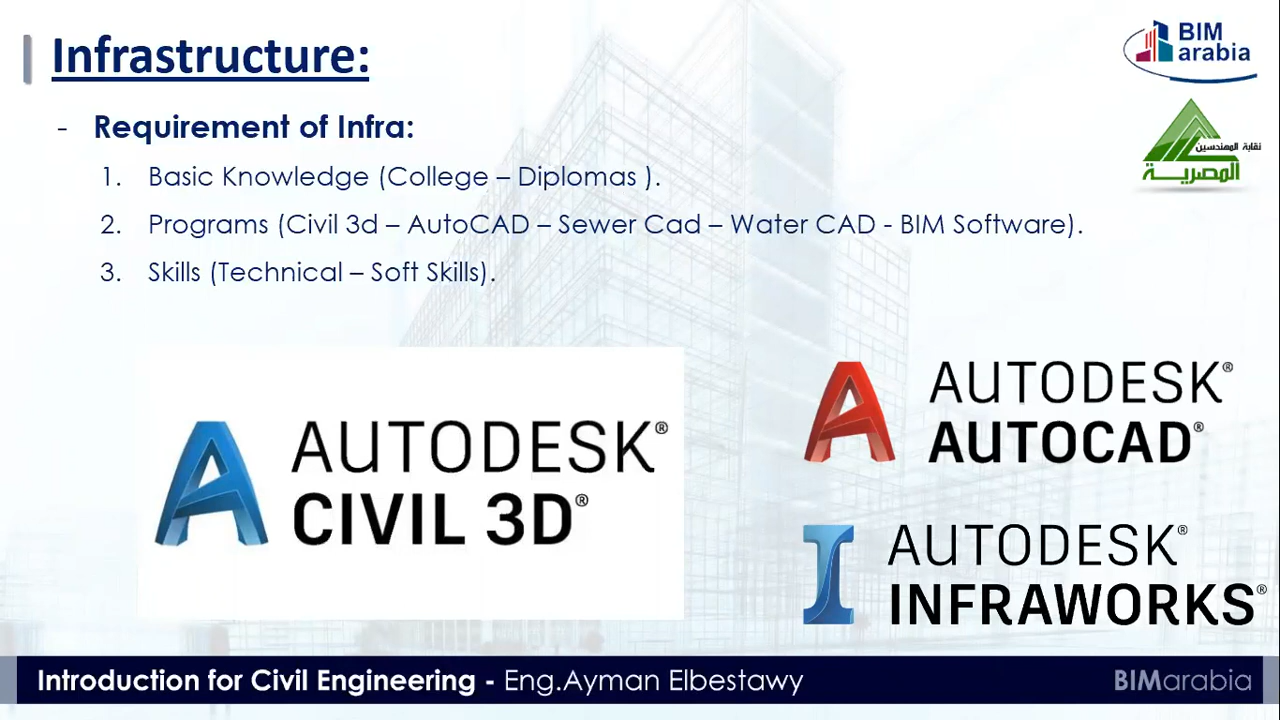 Infrastructure:
BIM
arabia
- Requirement of Infra:
نقابة المهندسين
المصرية
1. Basic Knowledge (College – Diplomas ).
2. Programs (Civil 3d – AutoCAD – Sewer Cad – Water CAD - BIM Software).
3. Skills (Technical – Soft Skills).
AUTODESK®
CIVIL 3D®
AUTODESK®
AUTOCAD®
AUTODESK®
INFRAWORKS®
Introduction for Civil Engineering - Eng.Ayman Elbestawy
BIMarabia